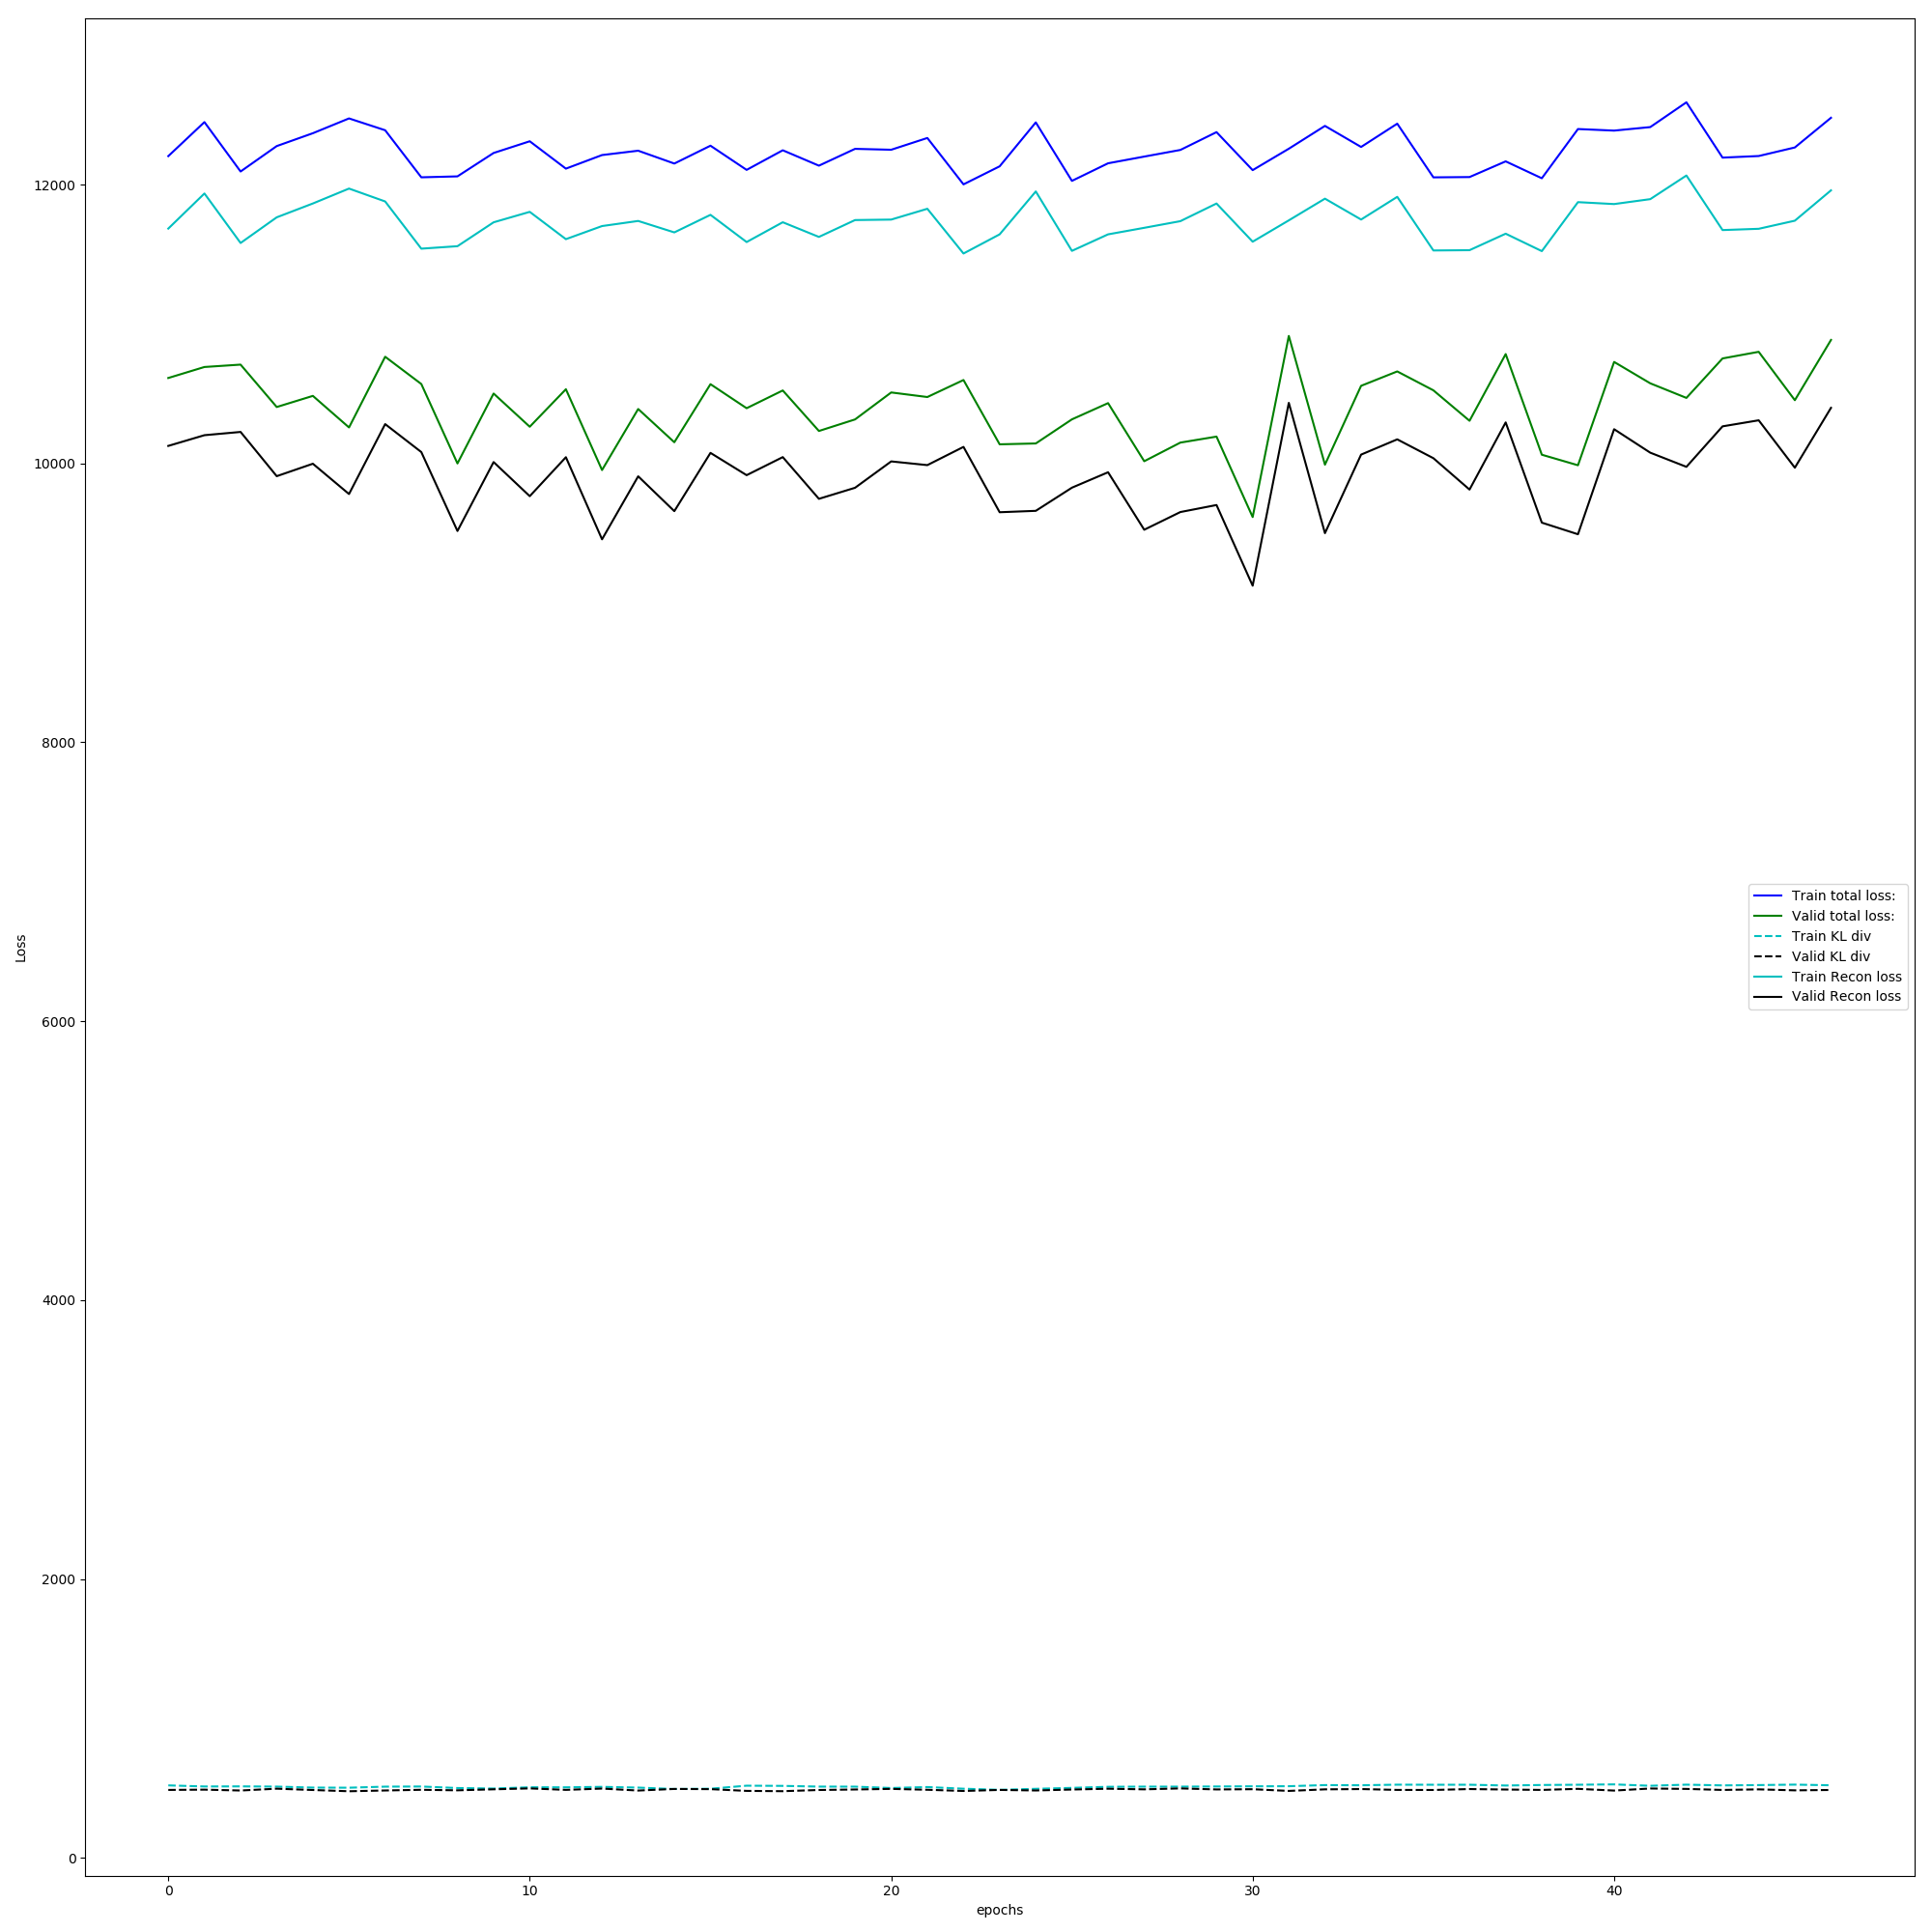 12000
10000
8000
6000
4000
2000
0
Loss
Train total loss:
Valid total loss:
Train KL div
Valid KL div
Train Recon loss
Valid Recon loss
0 10 20 30 40
epochs